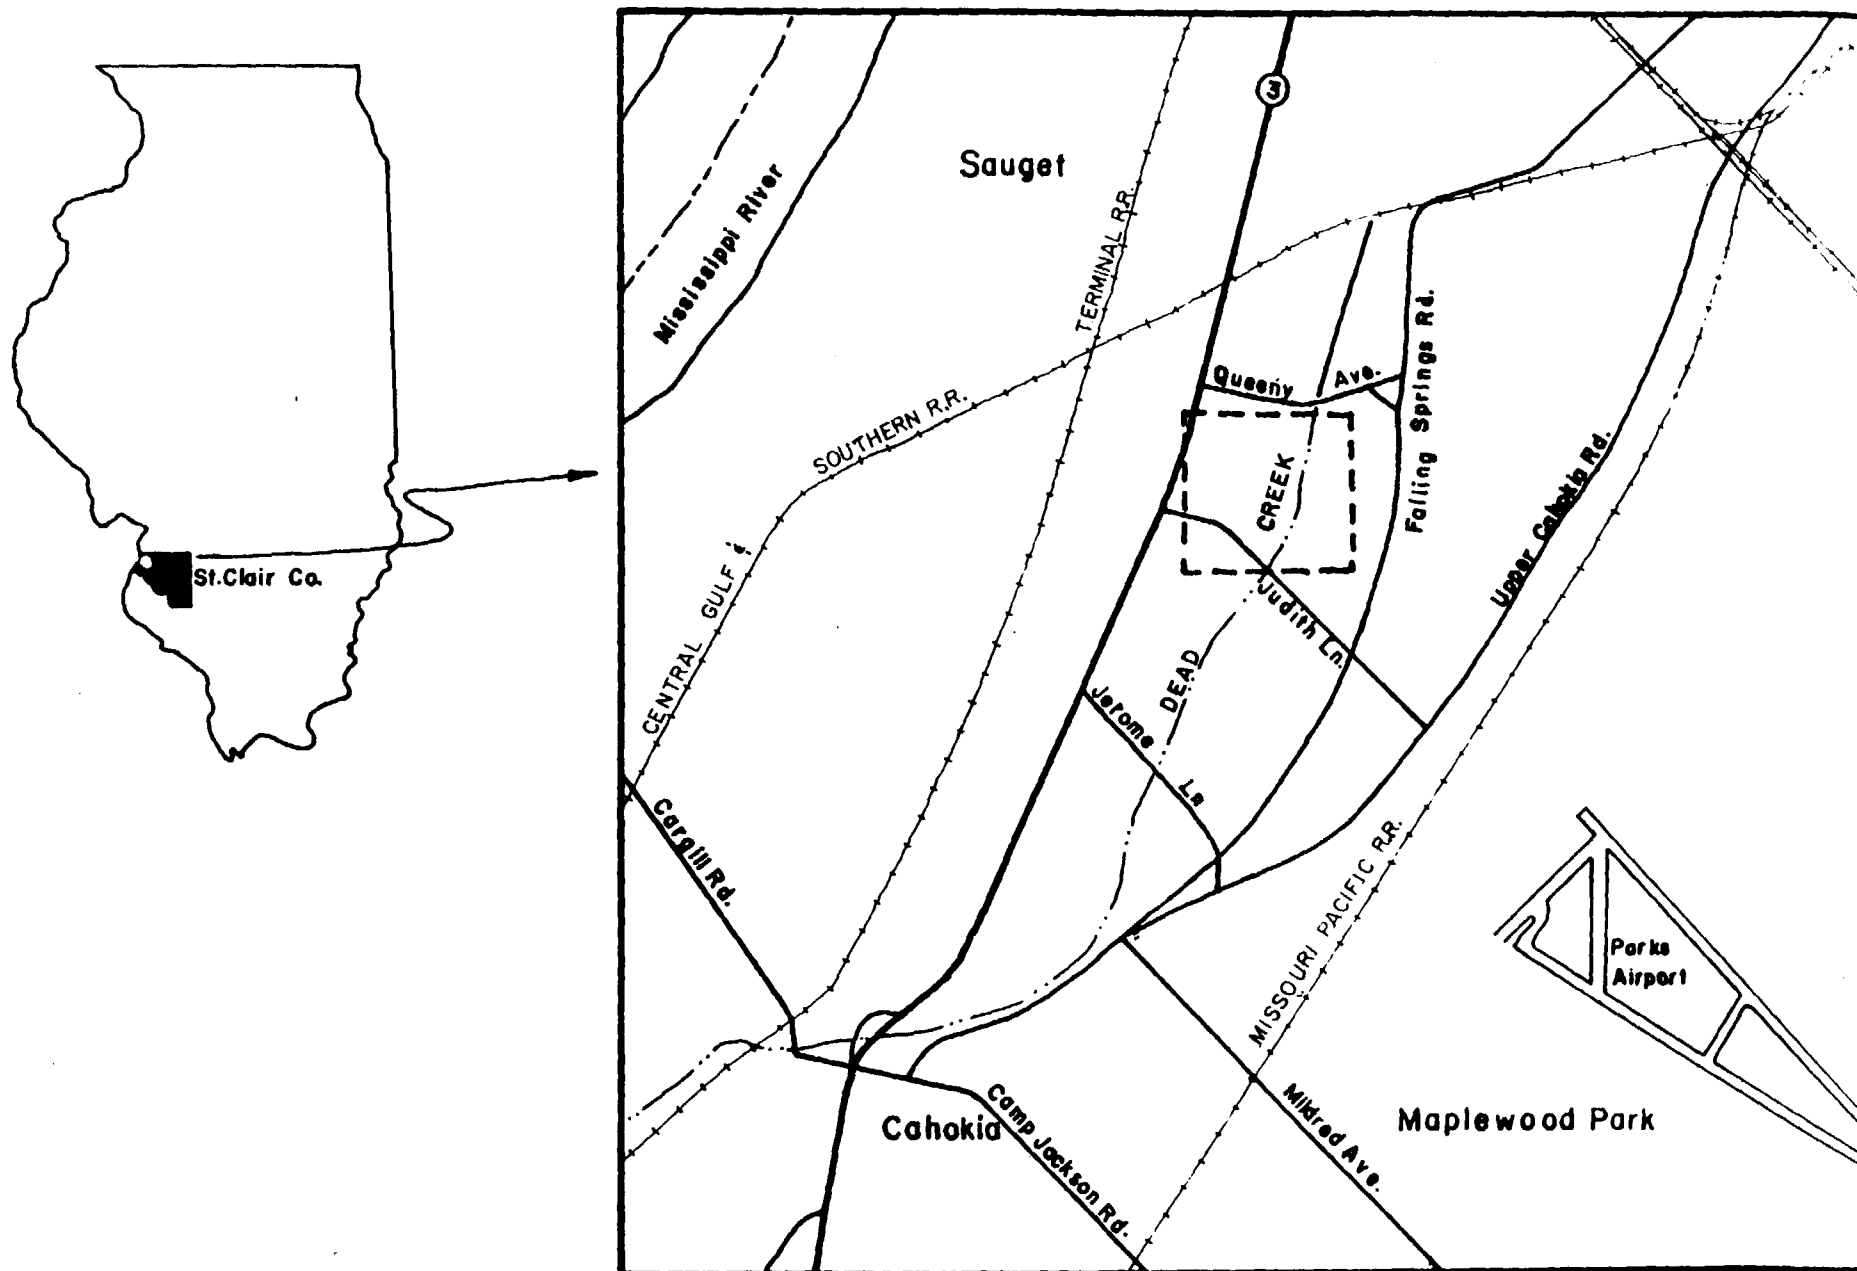 St. Clair Co.
Mississippi River
Sauget
3
TERMINAL R.R.
SOUTHERN R.R.
CENTRAL GULF &
Queeny Ave.
Falling Springs Rd.
Upper Cahokia Rd.
DEAD CREEK
Judith Ln.
Jerome Ln
Cargill Rd.
MISSOURI PACIFIC R.R.
Parks
Airport
Cahokia
Camp Jackson Rd.
Mildred Ave.
Maplewood Park